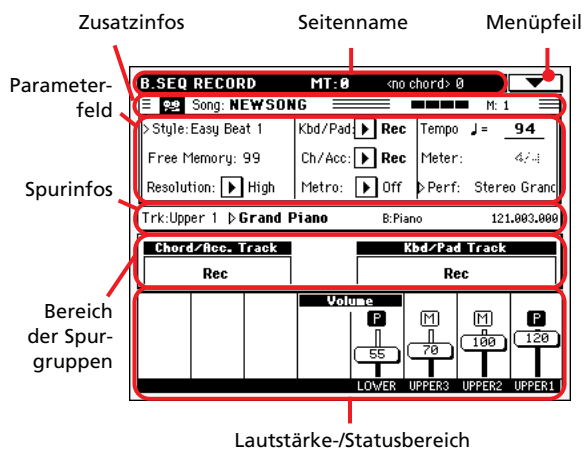 Zusatzinfos Seitenname Menüpfeil
B.SEQ RECORD MT:0 <no chord> 0
Parameter-
feld
Song: NEWSONG M: 1
Style:Easy Beat 1 Kbd/Pad: Rec Tempo ♩= 94
Free Memory: 99 Ch/Acc: Rec Meter: 4/4
Resolution: High Metro: Off Perf: Stereo Granc
Spurinfos
Trk:Upper 1 Grand Piano B:Piano 121.003.000
Chord/Acc. Track Kbd/Pad Track
Rec Rec
Bereich
der Spur-
gruppen
Volume
P M M P
55 70 100 120
LOWER UPPER3 UPPER2 UPPER1
Lautstärke-/Statusbereich